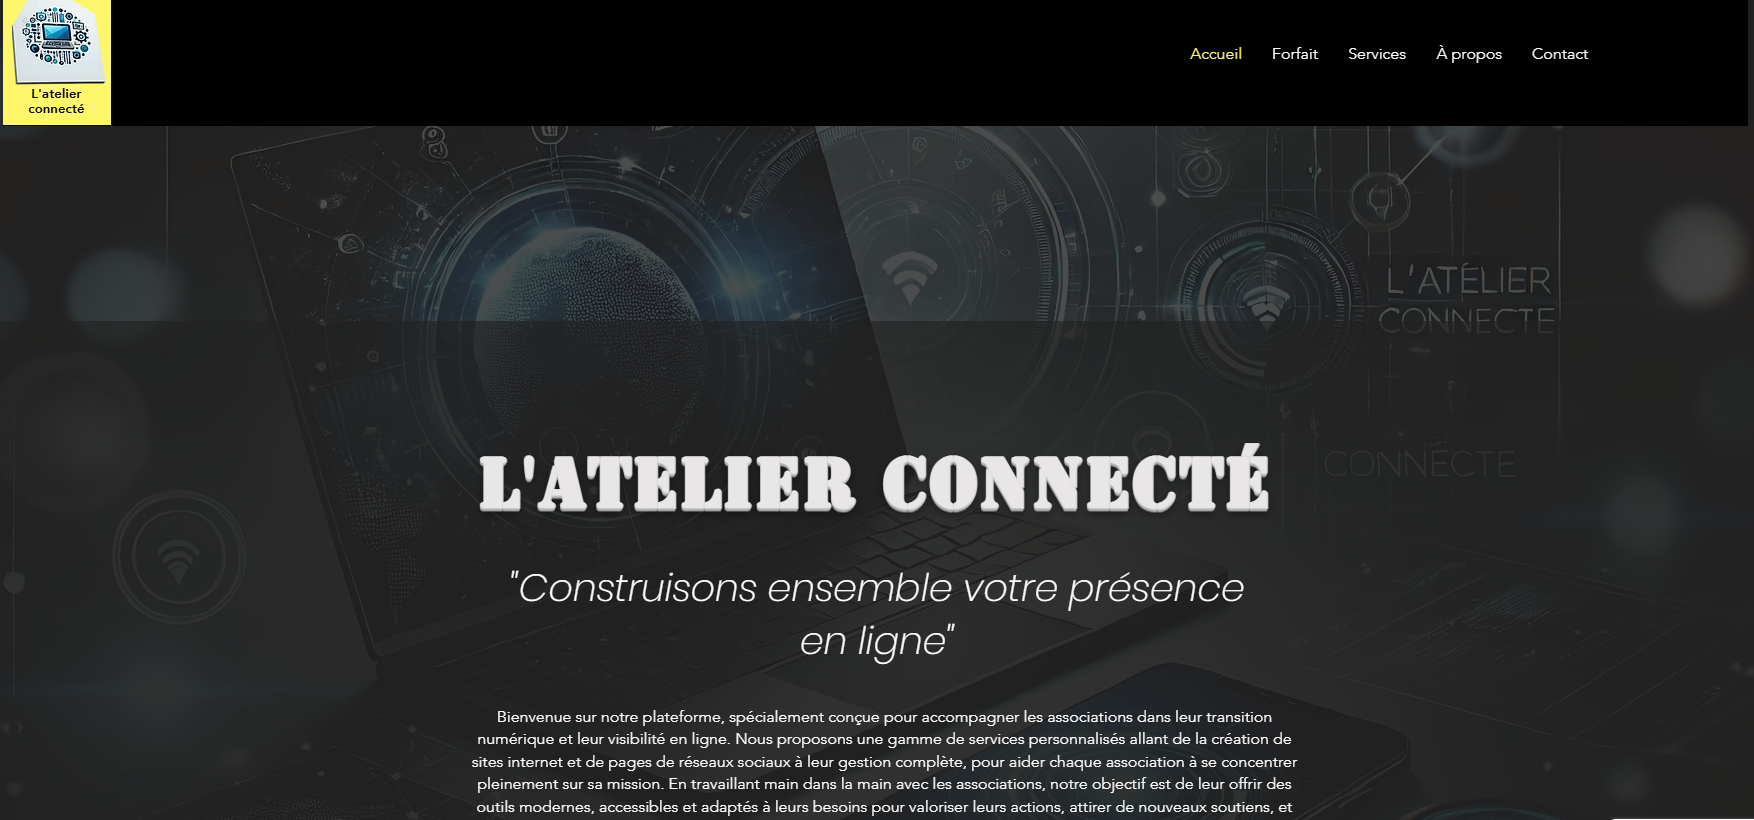 L'atelier
connecté
Accueil Forfait Services À propos Contact
L'ATÉLIER
CONNECTE
CONNÉCTE
L'ATELIER CONNECTÉ
"Construisons ensemble votre présence
en ligne"
Bienvenue sur notre plateforme, spécialement conçue pour accompagner les associations dans leur transition
numérique et leur visibilité en ligne. Nous proposons une gamme de services personnalisés allant de la création de
sites internet et de pages de réseaux sociaux à leur gestion complète, pour aider chaque association à se concentrer
pleinement sur sa mission. En travaillant main dans la main avec les associations, notre objectif est de leur offrir des
outils modernes, accessibles et adaptés à leurs besoins pour valoriser leurs actions, attirer de nouveaux soutiens, et